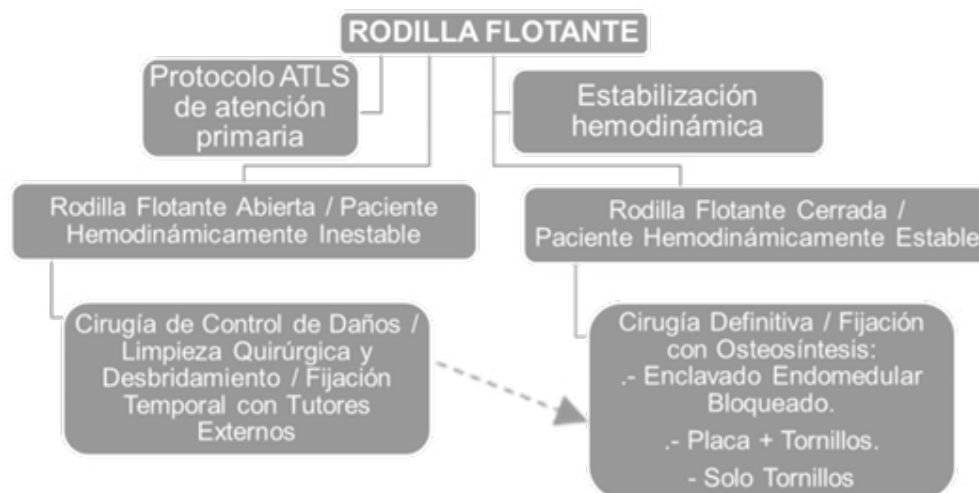 RODILLA FLOTANTE
Protocolo ATLS
de atención
primaria
Estabilización
hemodinámica
Rodilla Flotante Abierta / Paciente
Hemodinámicamente Inestable
Rodilla Flotante Cerrada /
Paciente Hemodinámicamente Estable
Cirugía de Control de Daños /
Limpieza Quirúrgica y
Desbridamiento / Fijación
Temporal con Tutores
Externos
Cirugía Definitiva / Fijación
con Osteosíntesis:
.- Enclavado Endomedular
Bloqueado.
.- Placa + Tornillos.
- Solo Tornillos